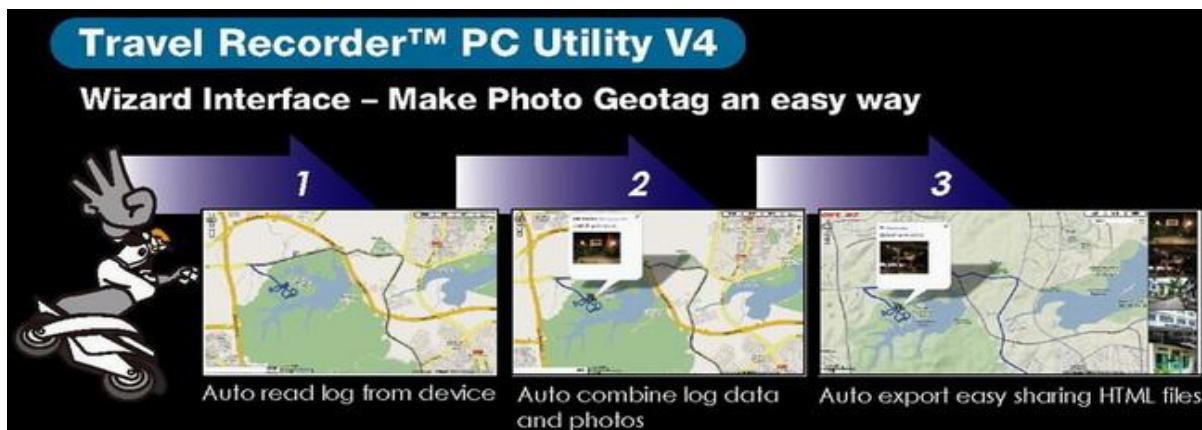 Travel Recorder™ PC Utility V4
Wizard Interface – Make Photo Geotag an easy way
1
2
3
Auto read log from device
Auto combine log data
and photos
Auto export easy sharing HTML files